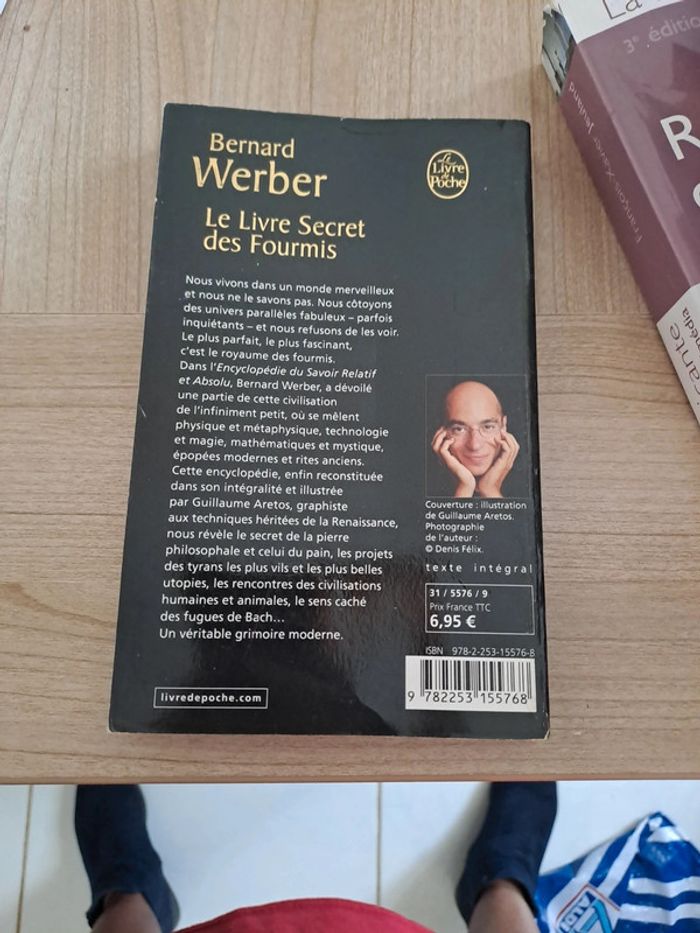 Bernard
Werber
Le Livre Secret
des Fourmis
Le
Livre
de
Poche
Nous vivons dans un monde merveilleux
et nous ne le savons pas. Nous côtoyons
des univers parallèles fabuleux – parfois
inquiétants – et nous refusons de les voir.
Le plus parfait, le plus fascinant,
c'est le royaume des fourmis.
Dans l'Encyclopédie du Savoir Relatif
et Absolu, Bernard Werber, a dévoilé
une partie de cette civilisation
de l'infiniment petit, où se mêlent
physique et métaphysique, technologie
et magie, mathématiques et mystique,
épopées modernes et rites anciens.
Cette encyclopédie, enfin reconstituée
dans son intégralité et illustrée
par Guillaume Aretos, graphiste
aux techniques héritées de la Renaissance,
nous révèle le secret de la pierre
philosophale et celui du pain, les projets
des tyrans les plus vils et les plus belles
utopies, les rencontres des civilisations
humaines et animales, le sens caché
des fugues de Bach...
Un véritable grimoire moderne.
livredepoche.com
Couverture : illustration
de Guillaume Aretos.
Photographie
de l'auteur :
© Denis Félix.
texte intégral
31 / 5576 / 9
Prix France TTC
6,95 €
ISBN 978-2-253-15576-8
9 782253 155768
La
3e éditio
François-Xavier Jeuland
R
ante
média
ALDI